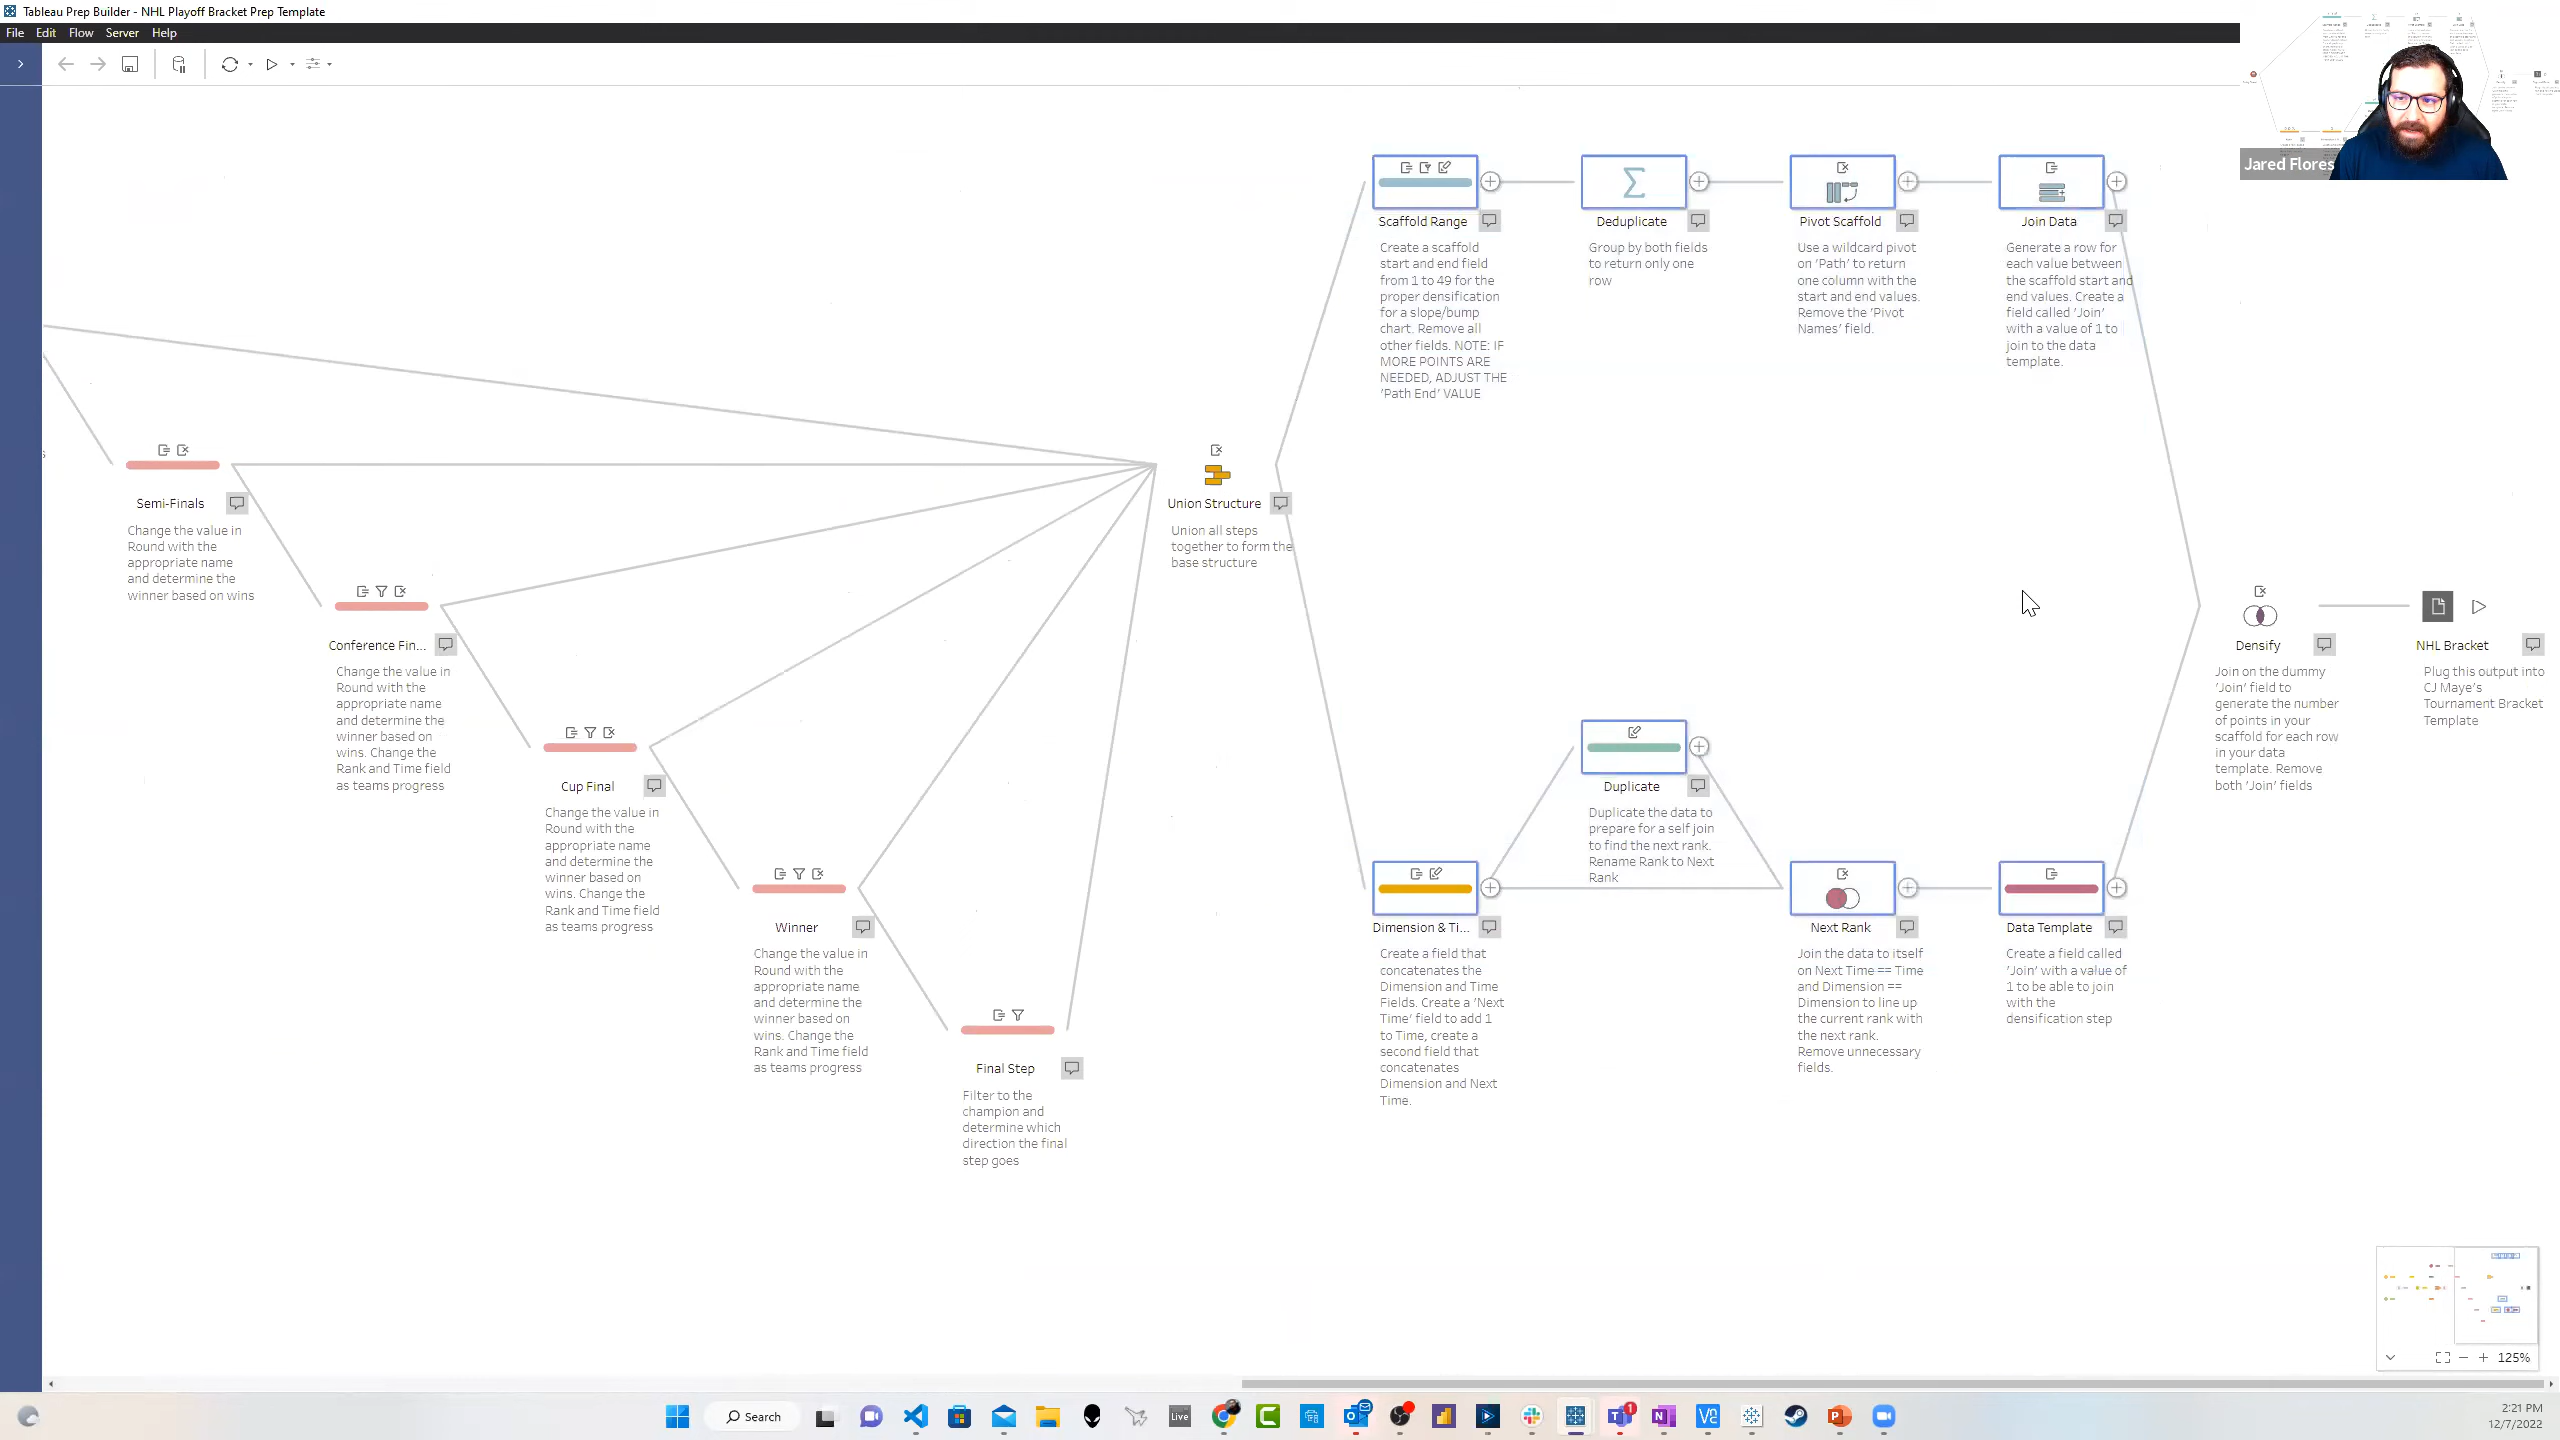 Tableau Prep Builder - NHL Playoff Bracket Prep Template
File Edit Flow Server Help
Jared Flores
Scaffold Range
Create a scaffold
start and end field
from 1 to 49 for the
proper densification
for a slope/bump
chart. Remove all
other fields. NOTE: IF
MORE POINTS ARE
NEEDED, ADJUST THE
'Path End' VALUE
Deduplicate
Group by both fields
to return only one
row
Pivot Scaffold
Use a wildcard pivot
on 'Path' to return
one column with the
start and end values.
Remove the 'Pivot
Names' field.
Join Data
Generate a row for
each value between
the scaffold start and
end values. Create a
field called 'Join'
with a value of 1 to
join to the data
template.
s
Semi-Finals
Change the value in
Round with the
appropriate name
and determine the
winner based on wins
Union Structure
Union all steps
together to form the
base structure
Conference Fin...
Change the value in
Round with the
appropriate name
and determine the
winner based on
wins. Change the
Rank and Time field
as teams progress
Densify
Join on the dummy
'Join' field to
generate the number
of points in your
scaffold for each row
in your data
template. Remove
both 'Join' fields
NHL Bracket
Plug this output into
CJ Maye's
Tournament Bracket
Template
Cup Final
Change the value in
Round with the
appropriate name
and determine the
winner based on
wins. Change the
Rank and Time field
as teams progress
Duplicate
Duplicate the data to
prepare for a self join
to find the next rank.
Rename Rank to Next
Rank
Winner
Change the value in
Round with the
appropriate name
and determine the
winner based on
wins. Change the
Rank and Time field
as teams progress
Dimension & Ti...
Create a field that
concatenates the
Dimension and Time
Fields. Create a 'Next
Time' field to add 1
to Time, create a
second field that
concatenates
Dimension and Next
Time.
Next Rank
Join the data to itself
on Next Time == Time
and Dimension ==
Dimension to line up
the current rank with
the next rank.
Remove unnecessary
fields.
Data Template
Create a field called
'Join' with a value of
1 to be able to join
with the
densification step
Final Step
Filter to the
champion and
determine which
direction the final
step goes
125%
Search
Live
1
2:21 PM
12/7/2022